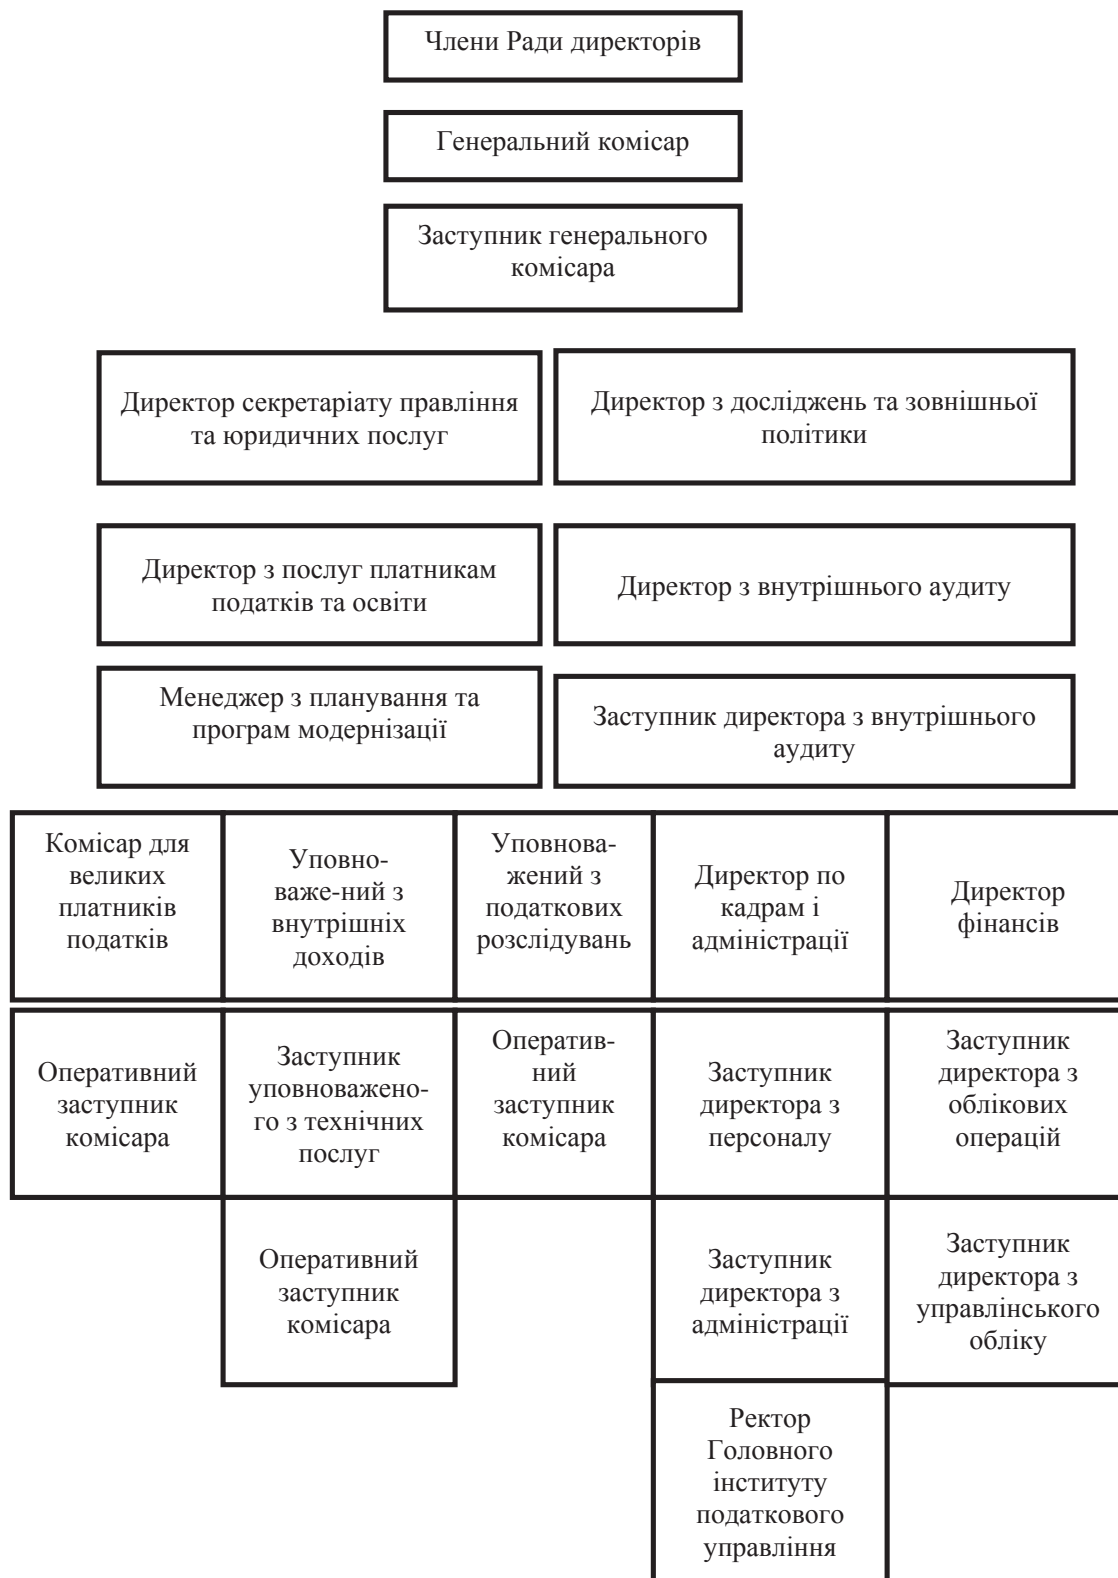 Члени Ради директорів
Генеральний комісар
Заступник генерального
комісара
Директор секретаріату правління
та юридичних послуг
Директор з досліджень та зовнішньої
політики
Директор з послуг платникам
податків та освіти
Директор з внутрішнього аудиту
Менеджер з планування та
програм модернізації
Заступник директора з внутрішнього
аудиту
Комісар для
великих
платників
податків
Уповно-
важе-ний з
внутрішніх
доходів
Уповнова-
жений з
податкових
розслідувань
Директор по
кадрам і
адміністрації
Директор
фінансів
Оперативний
заступник
комісара
Заступник
уповноважено-
го з технічних
послуг
Оператив-
ний
заступник
комісара
Заступник
директора з
персоналу
Заступник
директора з
облікових
операцій
Оперативний
заступник
комісара
Заступник
директора з
адміністрації
Заступник
директора з
управлінського
обліку
Ректор
Головного
інституту
податкового
управління